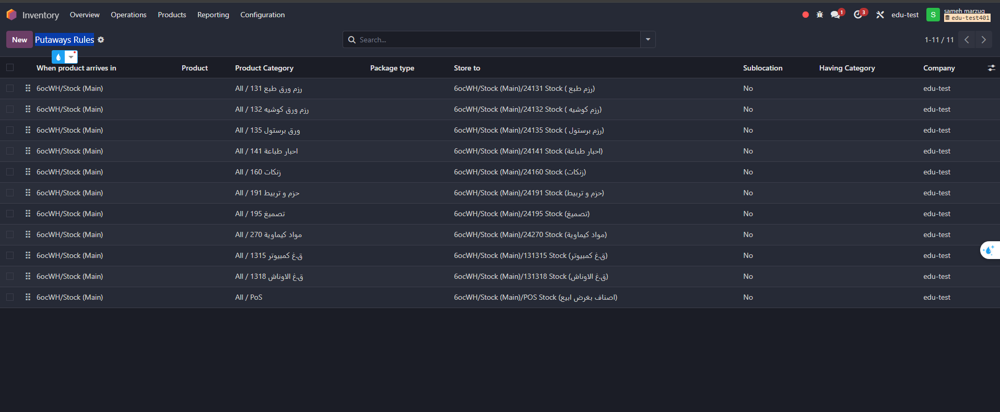 Inventory Overview Operations Products Reporting Configuration 1 3 edu-test S sameh marzuq
edu-test401
New Putaways Rules Search... 1-11 / 11
When product arrives in Product Product Category Package type Store to Sublocation Having Category Company
6ocWH/Stock (Main) All / 131 رزم ورق طبع 6ocWH/Stock (Main)/24131 Stock ( رزم طبع) No edu-test
6ocWH/Stock (Main) All / 132 رزم ورق كوشيه 6ocWH/Stock (Main)/24132 Stock ( رزم كوشيه) No edu-test
6ocWH/Stock (Main) All / 135 ورق برستول 6ocWH/Stock (Main)/24135 Stock ( رزم برستول) No edu-test
6ocWH/Stock (Main) All / 141 احبار طباعة 6ocWH/Stock (Main)/24141 Stock (احبار طباعة) No edu-test
6ocWH/Stock (Main) All / 160 زنكات 6ocWH/Stock (Main)/24160 Stock (زنكات) No edu-test
6ocWH/Stock (Main) All / 191 حزم و تربيط 6ocWH/Stock (Main)/24191 Stock (حزم و تربيط) No edu-test
6ocWH/Stock (Main) All / 195 تصميغ 6ocWH/Stock (Main)/24195 Stock (تصميغ) No edu-test
6ocWH/Stock (Main) All / 270 مواد كيماوية 6ocWH/Stock (Main)/24270 Stock (مواد كيماوية) No edu-test
6ocWH/Stock (Main) All / 1315 ق.غ كمبيوتر 6ocWH/Stock (Main)/131315 Stock (ق.غ كمبيوتر) No edu-test
6ocWH/Stock (Main) All / 1318 ق.غ الاوناش 6ocWH/Stock (Main)/131318 Stock (ق.غ الاوناش) No edu-test
6ocWH/Stock (Main) All / PoS 6ocWH/Stock (Main)/POS Stock (اصناف بغرض ابيع) No edu-test